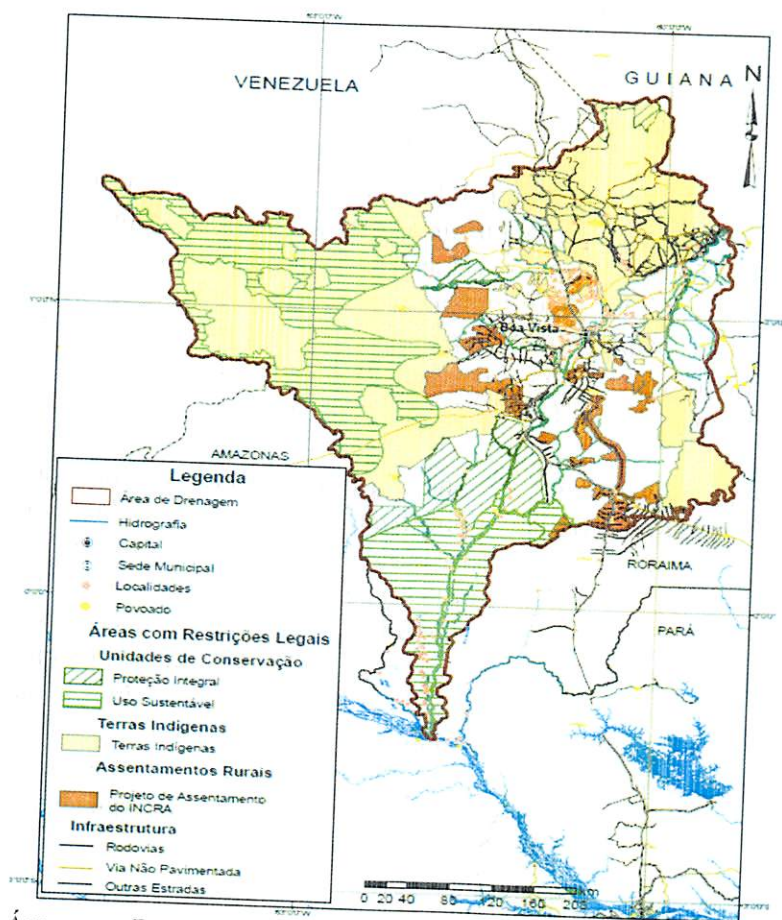 VENEZUELA
GUIANA
N
Boa Vista
AMAZONAS
RORAIMA
PARÁ
Legenda
Área de Drenagem
Hidrografia
Capital
Sede Municipal
Localidades
Povoado
Áreas com Restrições Legais
Unidades de Conservação
Proteção Integral
Uso Sustentável
Terras Indígenas
Terras Indígenas
Assentamentos Rurais
Projeto de Assentamento
do INCRA
Infraestrutura
Rodovias
Via Não Pavimentada
Outras Estradas
0 20 40 80 120 160 200 km